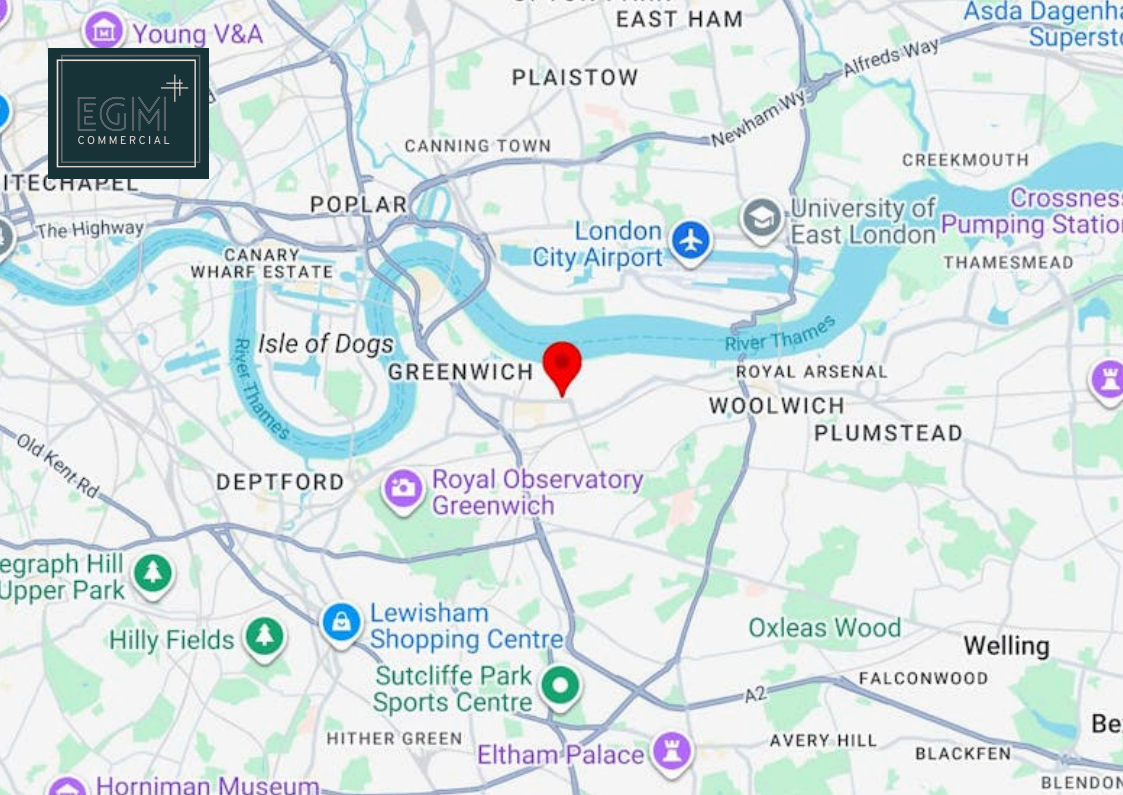 EAST HAM
Asda Dagenha
Superst
Young V&A
Alfreds Way
PLAISTOW
EGM
COMMERCIAL
Newham Wy
CANNING TOWN
CREEKMOUTH
ITECHAPEL
POPLAR
The Highway
University of
East London
Crossness
Pumping Station
London
City Airport
CANARY
WHARF ESTATE
THAMESMEAD
River Thames
Isle of Dogs
River Thames
GREENWICH
ROYAL ARSENAL
WOOLWICH
PLUMSTEAD
Old Kent Rd
DEPTFORD
Royal Observatory
Greenwich
egraph Hill
Upper Park
Lewisham
Shopping Centre
Hilly Fields
Oxleas Wood
Welling
Sutcliffe Park
Sports Centre
FALCONWOOD
A2
Be
HITHER GREEN
Eltham Palace
AVERY HILL
BLACKFEN
BLENDON
Horniman Museum